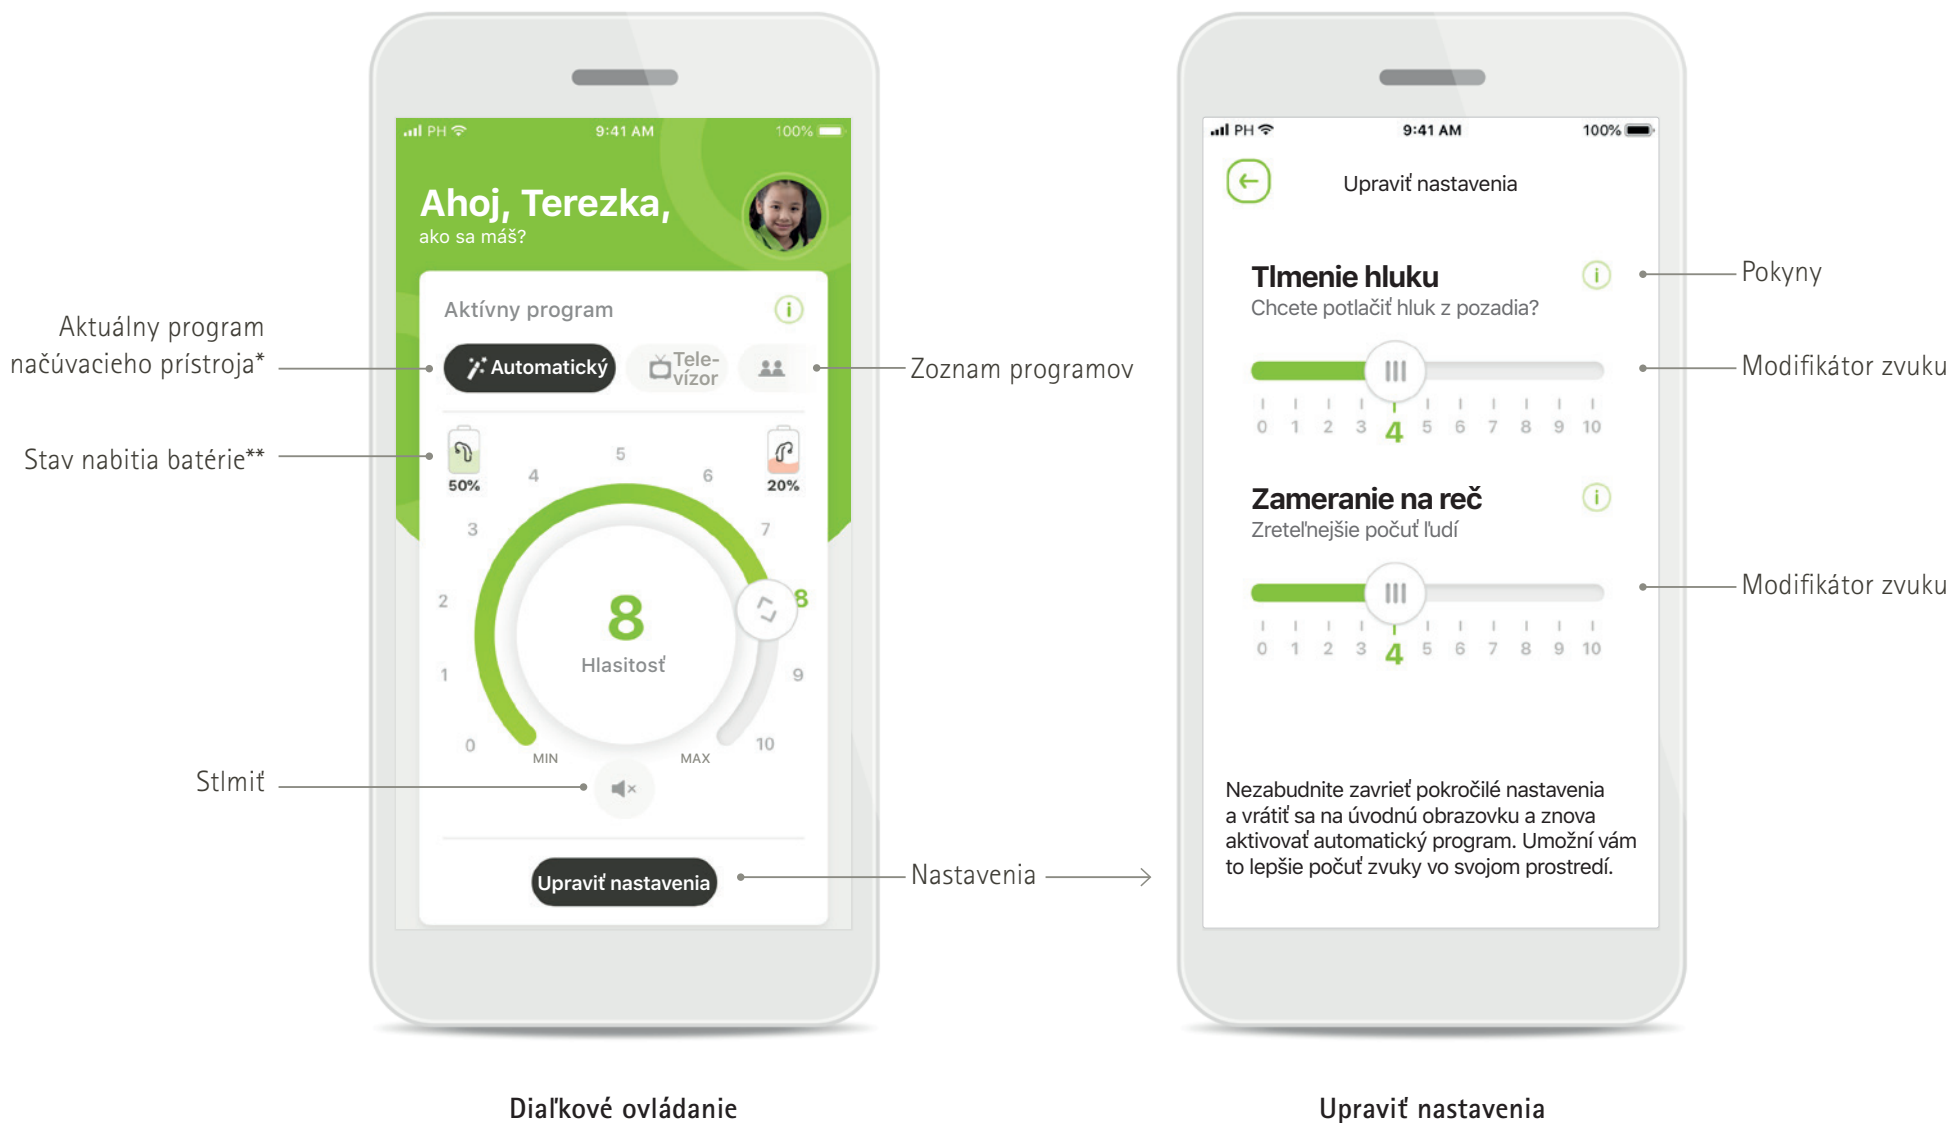 PH
9:41 AM
100%
Ahoj, Terezka,
ako sa máš?
Aktívny program
Automatický
Tele-
vízor
50%
20%
0
1
2
3
4
5
6
7
8
9
10
8
Hlasitosť
MIN
MAX
Upraviť nastavenia
Aktuálny program
načúvacieho prístroja*
Stav nabitia batérie**
Stlmiť
Zoznam programov
Nastavenia
Diaľkové ovládanie
PH
9:41 AM
100%
Upraviť nastavenia
Tlmenie hluku
Chcete potlačiť hluk z pozadia?
0 1 2 3 4 5 6 7 8 9 10
Zameranie na reč
Zreteľnejšie počuť ľudí
0 1 2 3 4 5 6 7 8 9 10
Nezabudnite zavrieť pokročilé nastavenia
a vrátiť sa na úvodnú obrazovku a znova
aktivovať automatický program. Umožní vám
to lepšie počuť zvuky vo svojom prostredí.
Pokyny
Modifikátor zvuku
Modifikátor zvuku
Upraviť nastavenia